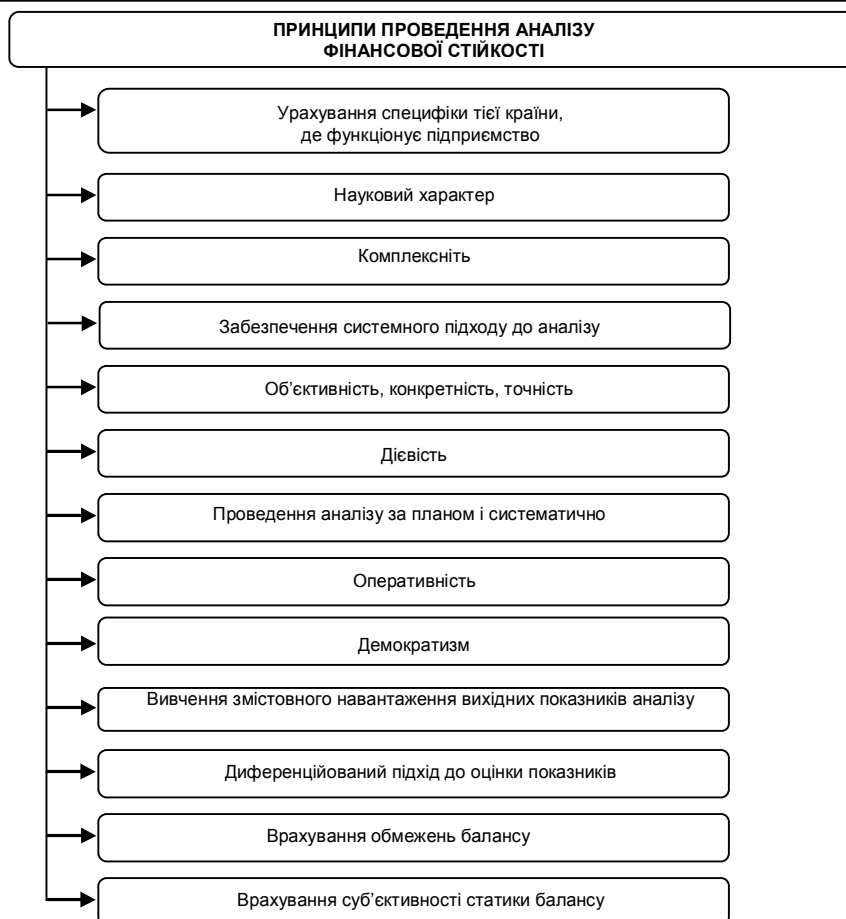 ПРИНЦИПИ ПРОВЕДЕННЯ АНАЛІЗУ
ФІНАНСОВОЇ СТІЙКОСТІ
Урахування специфіки тієї країни,
де функціонує підприємство
Науковий характер
Комплексніть
Забезпечення системного підходу до аналізу
Об’єктивність, конкретність, точність
Дієвість
Проведення аналізу за планом і систематично
Оперативність
Демократизм
Вивчення змістовного навантаження вихідних показників аналізу
Диференційований підхід до оцінки показників
Врахування обмежень балансу
Врахування суб’єктивності статики балансу